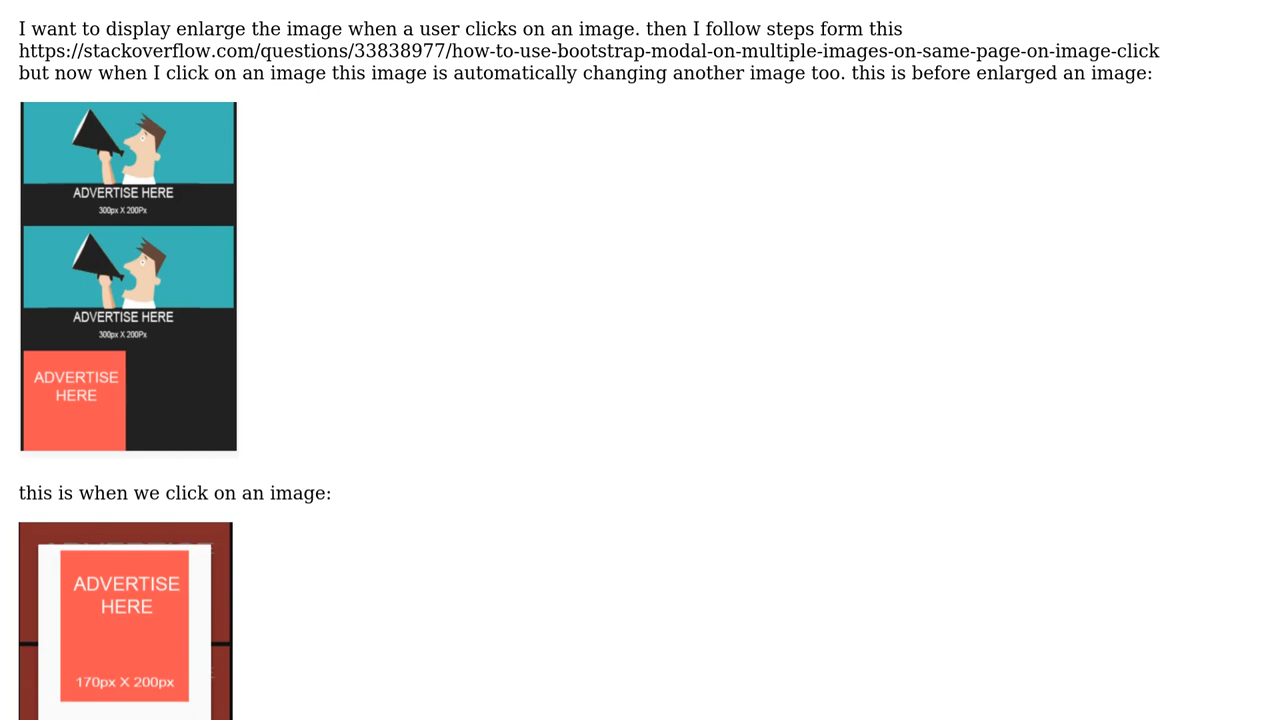 I want to display enlarge the image when a user clicks on an image. then I follow steps form this
https://stackoverflow.com/questions/33838977/how-to-use-bootstrap-modal-on-multiple-images-on-same-page-on-image-click
but now when I click on an image this image is automatically changing another image too. this is before enlarged an image:
ADVERTISE HERE
300px X 200Px
ADVERTISE HERE
300px X 200Px
ADVERTISE
HERE
this is when we click on an image:
ADVERTISE
HERE
170px X 200px